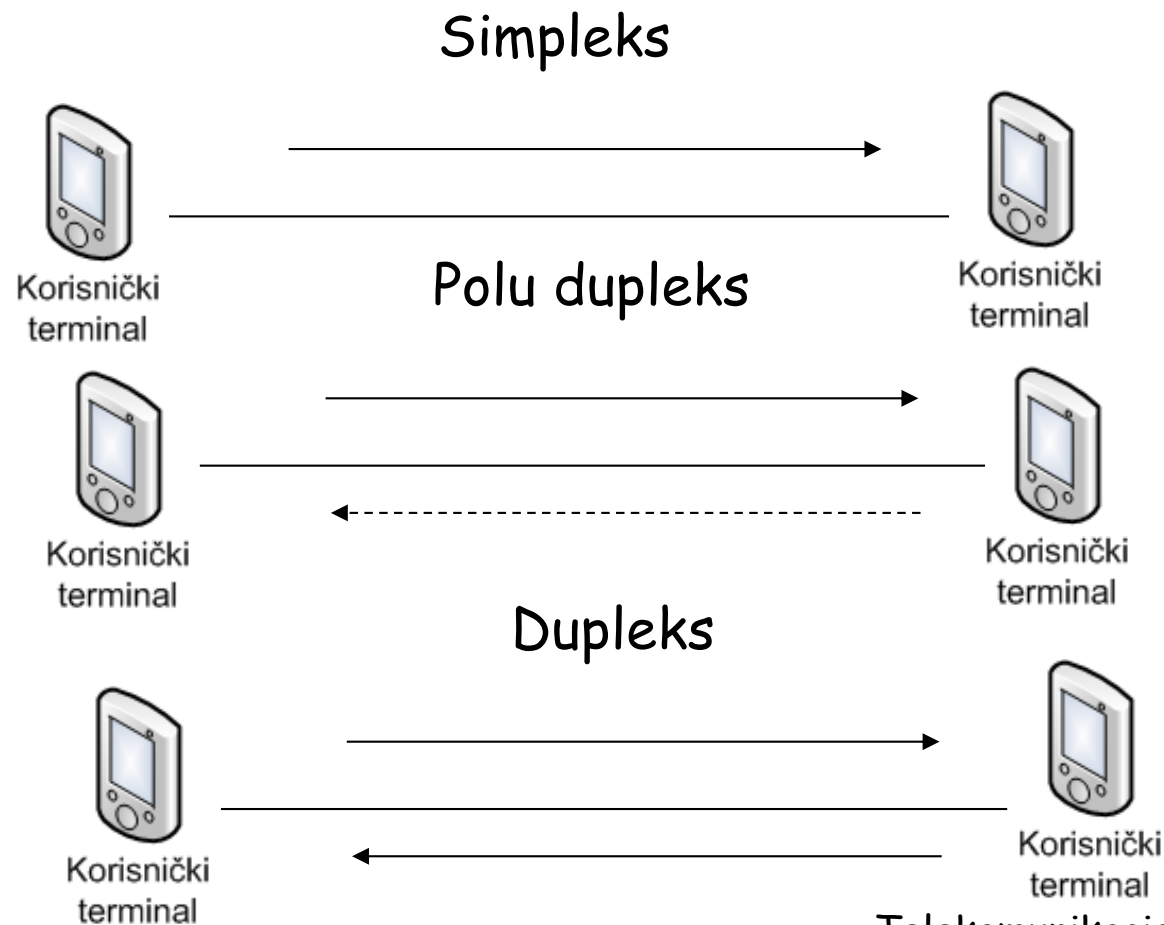 Simpleks
Korisnički
terminal
Korisnički
terminal
Polu dupleks
Korisnički
terminal
Korisnički
terminal
Dupleks
Korisnički
terminal
Korisnički
terminal